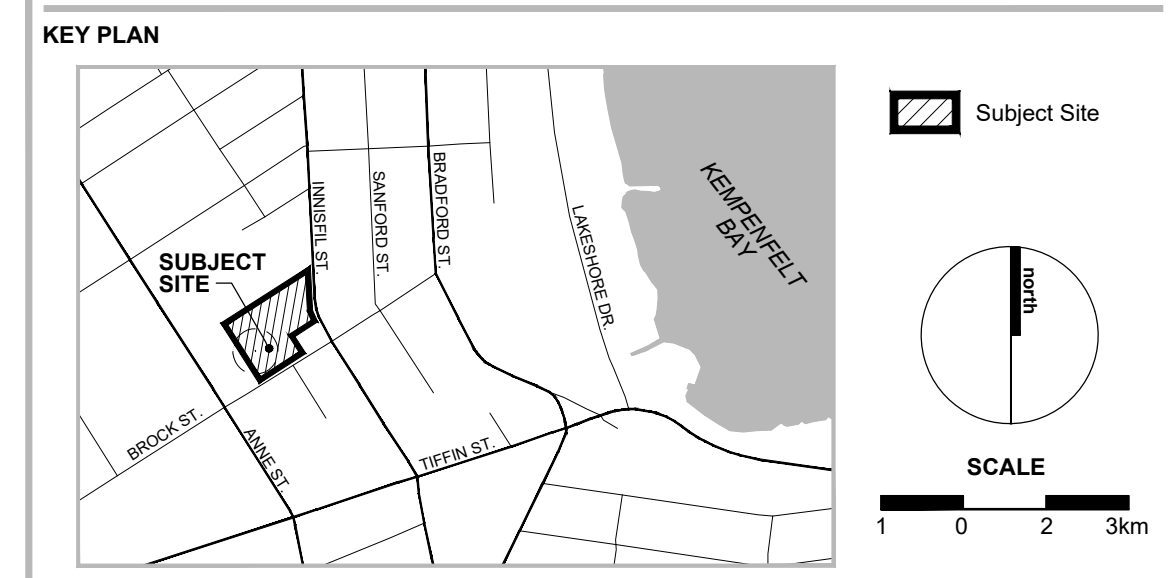 KEY PLAN
Subject Site
INNISFIL ST.
SANFORD ST.
BRADFORD ST.
LAKESHORE DR.
KEMPENFELT
BAY
SUBJECT
SITE
north
BROCK ST.
ANNE ST.
TIFFIN ST.
SCALE
1 0 2 3km